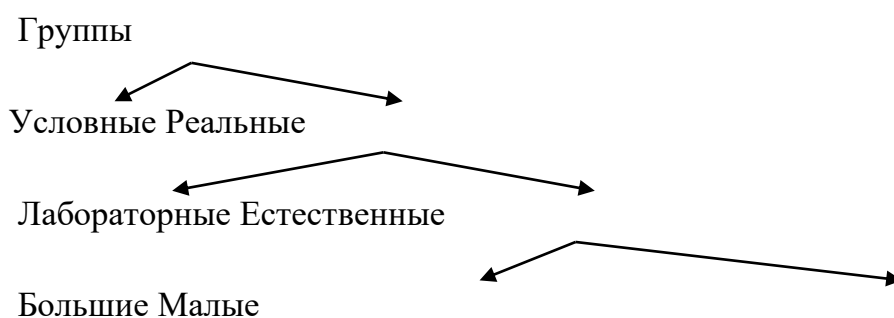 Группы
Условные Реальные
Лабораторные Естественные
Большие Малые